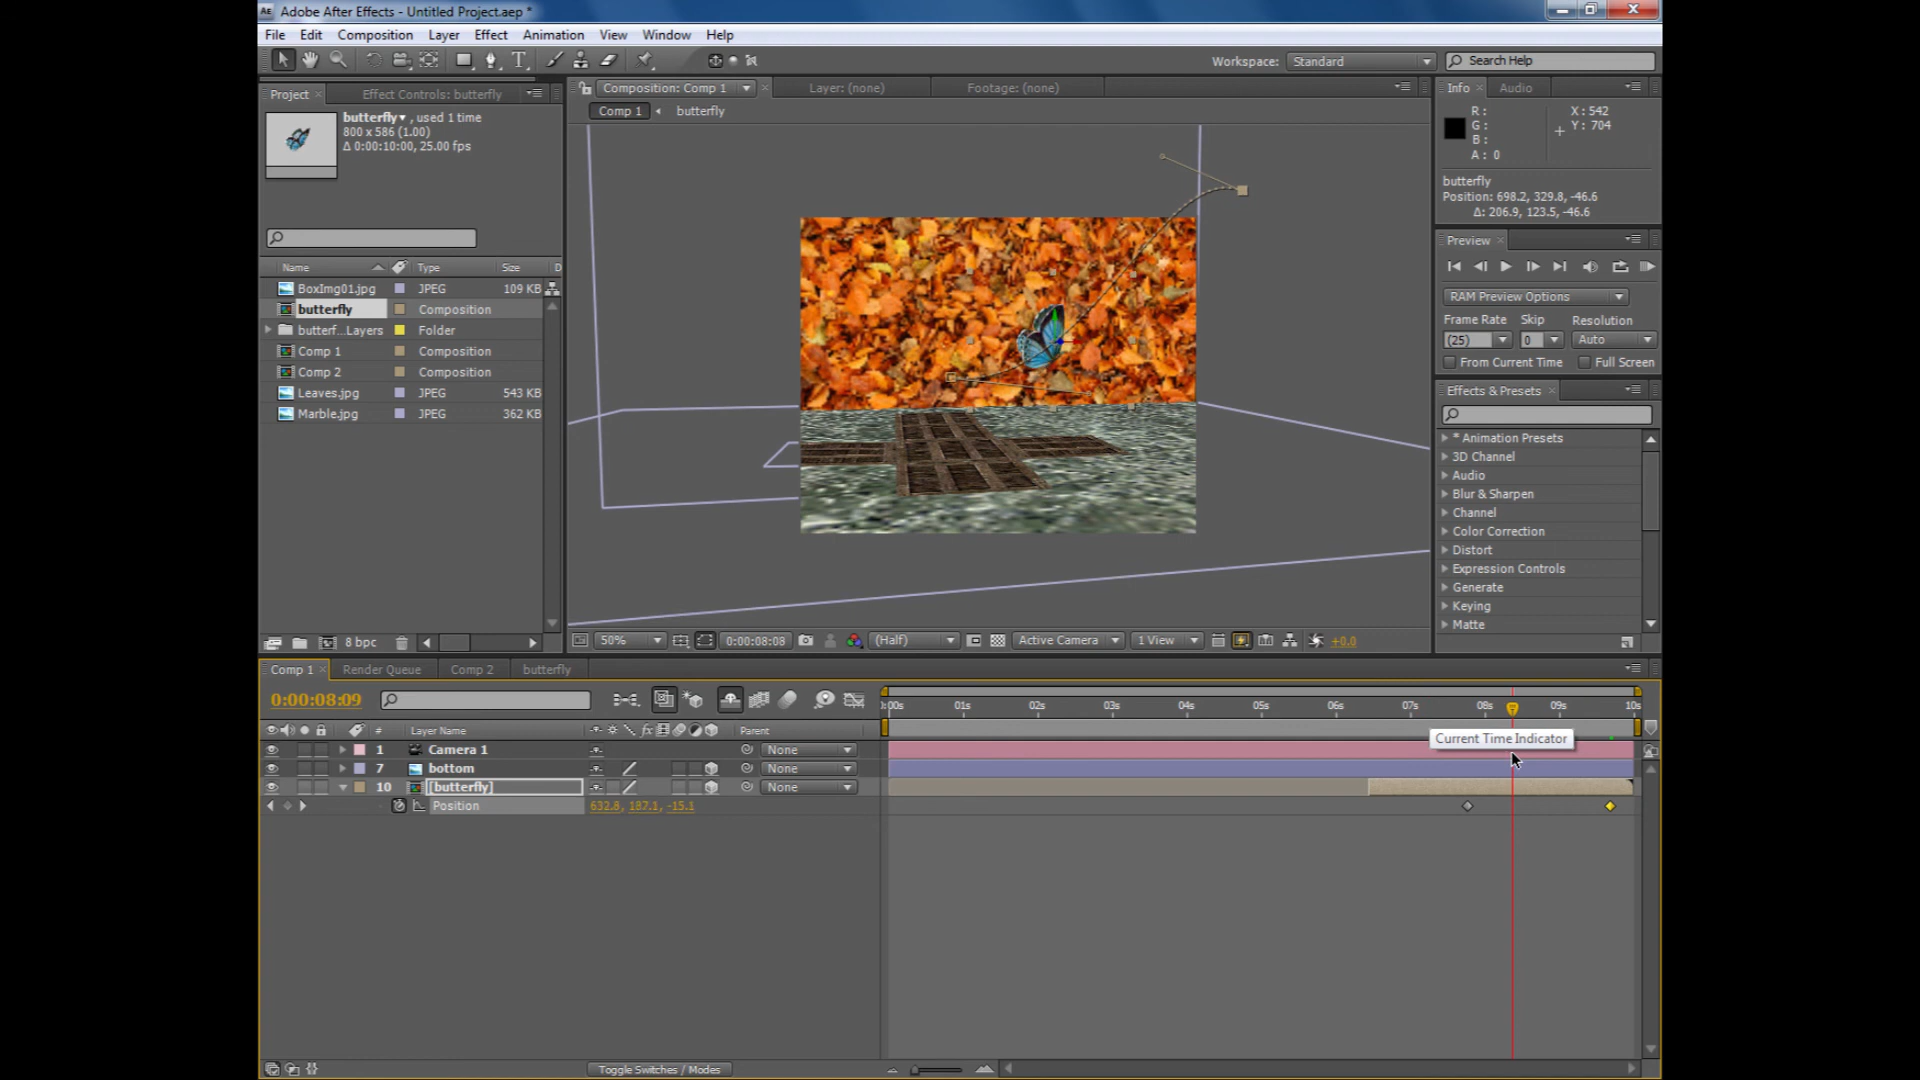 Adobe After Effects - Untitled Project.aep *
File Edit Composition Layer Effect Animation View Window Help
Workspace: Standard Search Help
Project Effect Controls: butterfly
butterfly , used 1 time
800 x 586 (1.00)
Δ 0:00:10:00, 25.00 fps
Name Type Size D
BoxImg01.jpg JPEG 109 KB
butterfly Composition
butterf...Layers Folder
Comp 1 Composition
Comp 2 Composition
Leaves.jpg JPEG 543 KB
Marble.jpg JPEG 362 KB
8 bpc
Composition: Comp 1 Layer: (none) Footage: (none)
Comp 1 butterfly
50% 0:00:08:08 (Half) Active Camera 1 View +0.0
Info Audio
R: X: 542
G: Y: 704
B:
A: 0
butterfly
Position: 698.2, 329.8, -46.6
Δ: 206.9, 123.5, -46.6
Preview
RAM Preview Options
Frame Rate Skip Resolution
(25) 0 Auto
From Current Time Full Screen
Effects & Presets
* Animation Presets
3D Channel
Audio
Blur & Sharpen
Channel
Color Correction
Distort
Expression Controls
Generate
Keying
Matte
Comp 1 Render Queue Comp 2 butterfly
0:00:08:09
):00s 01s 02s 03s 04s 05s 06s 07s 08s 09s 10s
# Layer Name Parent
Current Time Indicator
1 Camera 1 None
7 bottom None
10 [butterfly] None
Position 632.8, 187.1, -15.1
Toggle Switches / Modes